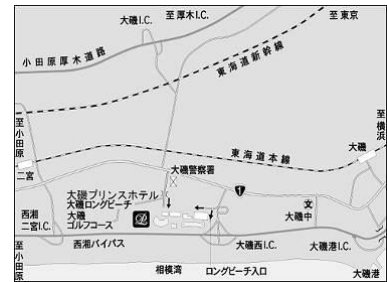 至厚木I.C.
至東京
大磯I.C.
小田原厚木道路
東海道新幹線
至小田原
至横浜
東海道本線
大磯
二宮
大磯警察署
1
大磯プリンスホテル
大磯ロングビーチ
大磯
ゴルフコース
文
大磯中
西湘
二宮I.C.
西湘バイパス
大磯西I.C.
大磯港I.C.
至小田原
相模湾
ロングビーチ入口
大磯港